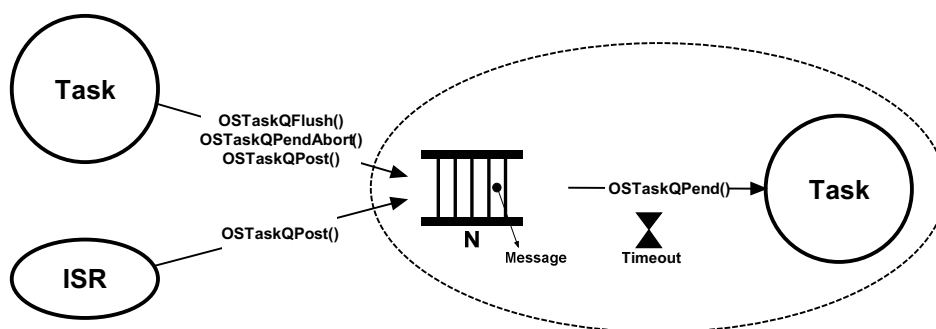 Task
OSTaskQFlush()
OSTaskQPendAbort()
OSTaskQPost()
OSTaskQPend()
Task
OSTaskQPost()
N
Message
Timeout
ISR